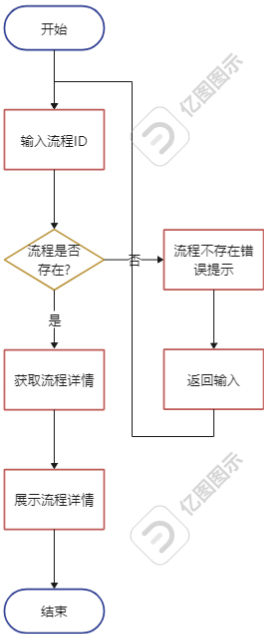 开始
亿图图示
输入流程ID
流程是否
存在?
否
流程不存在错
误提示
是
获取流程详情
返回输入
亿图图示
展示流程详情
结束